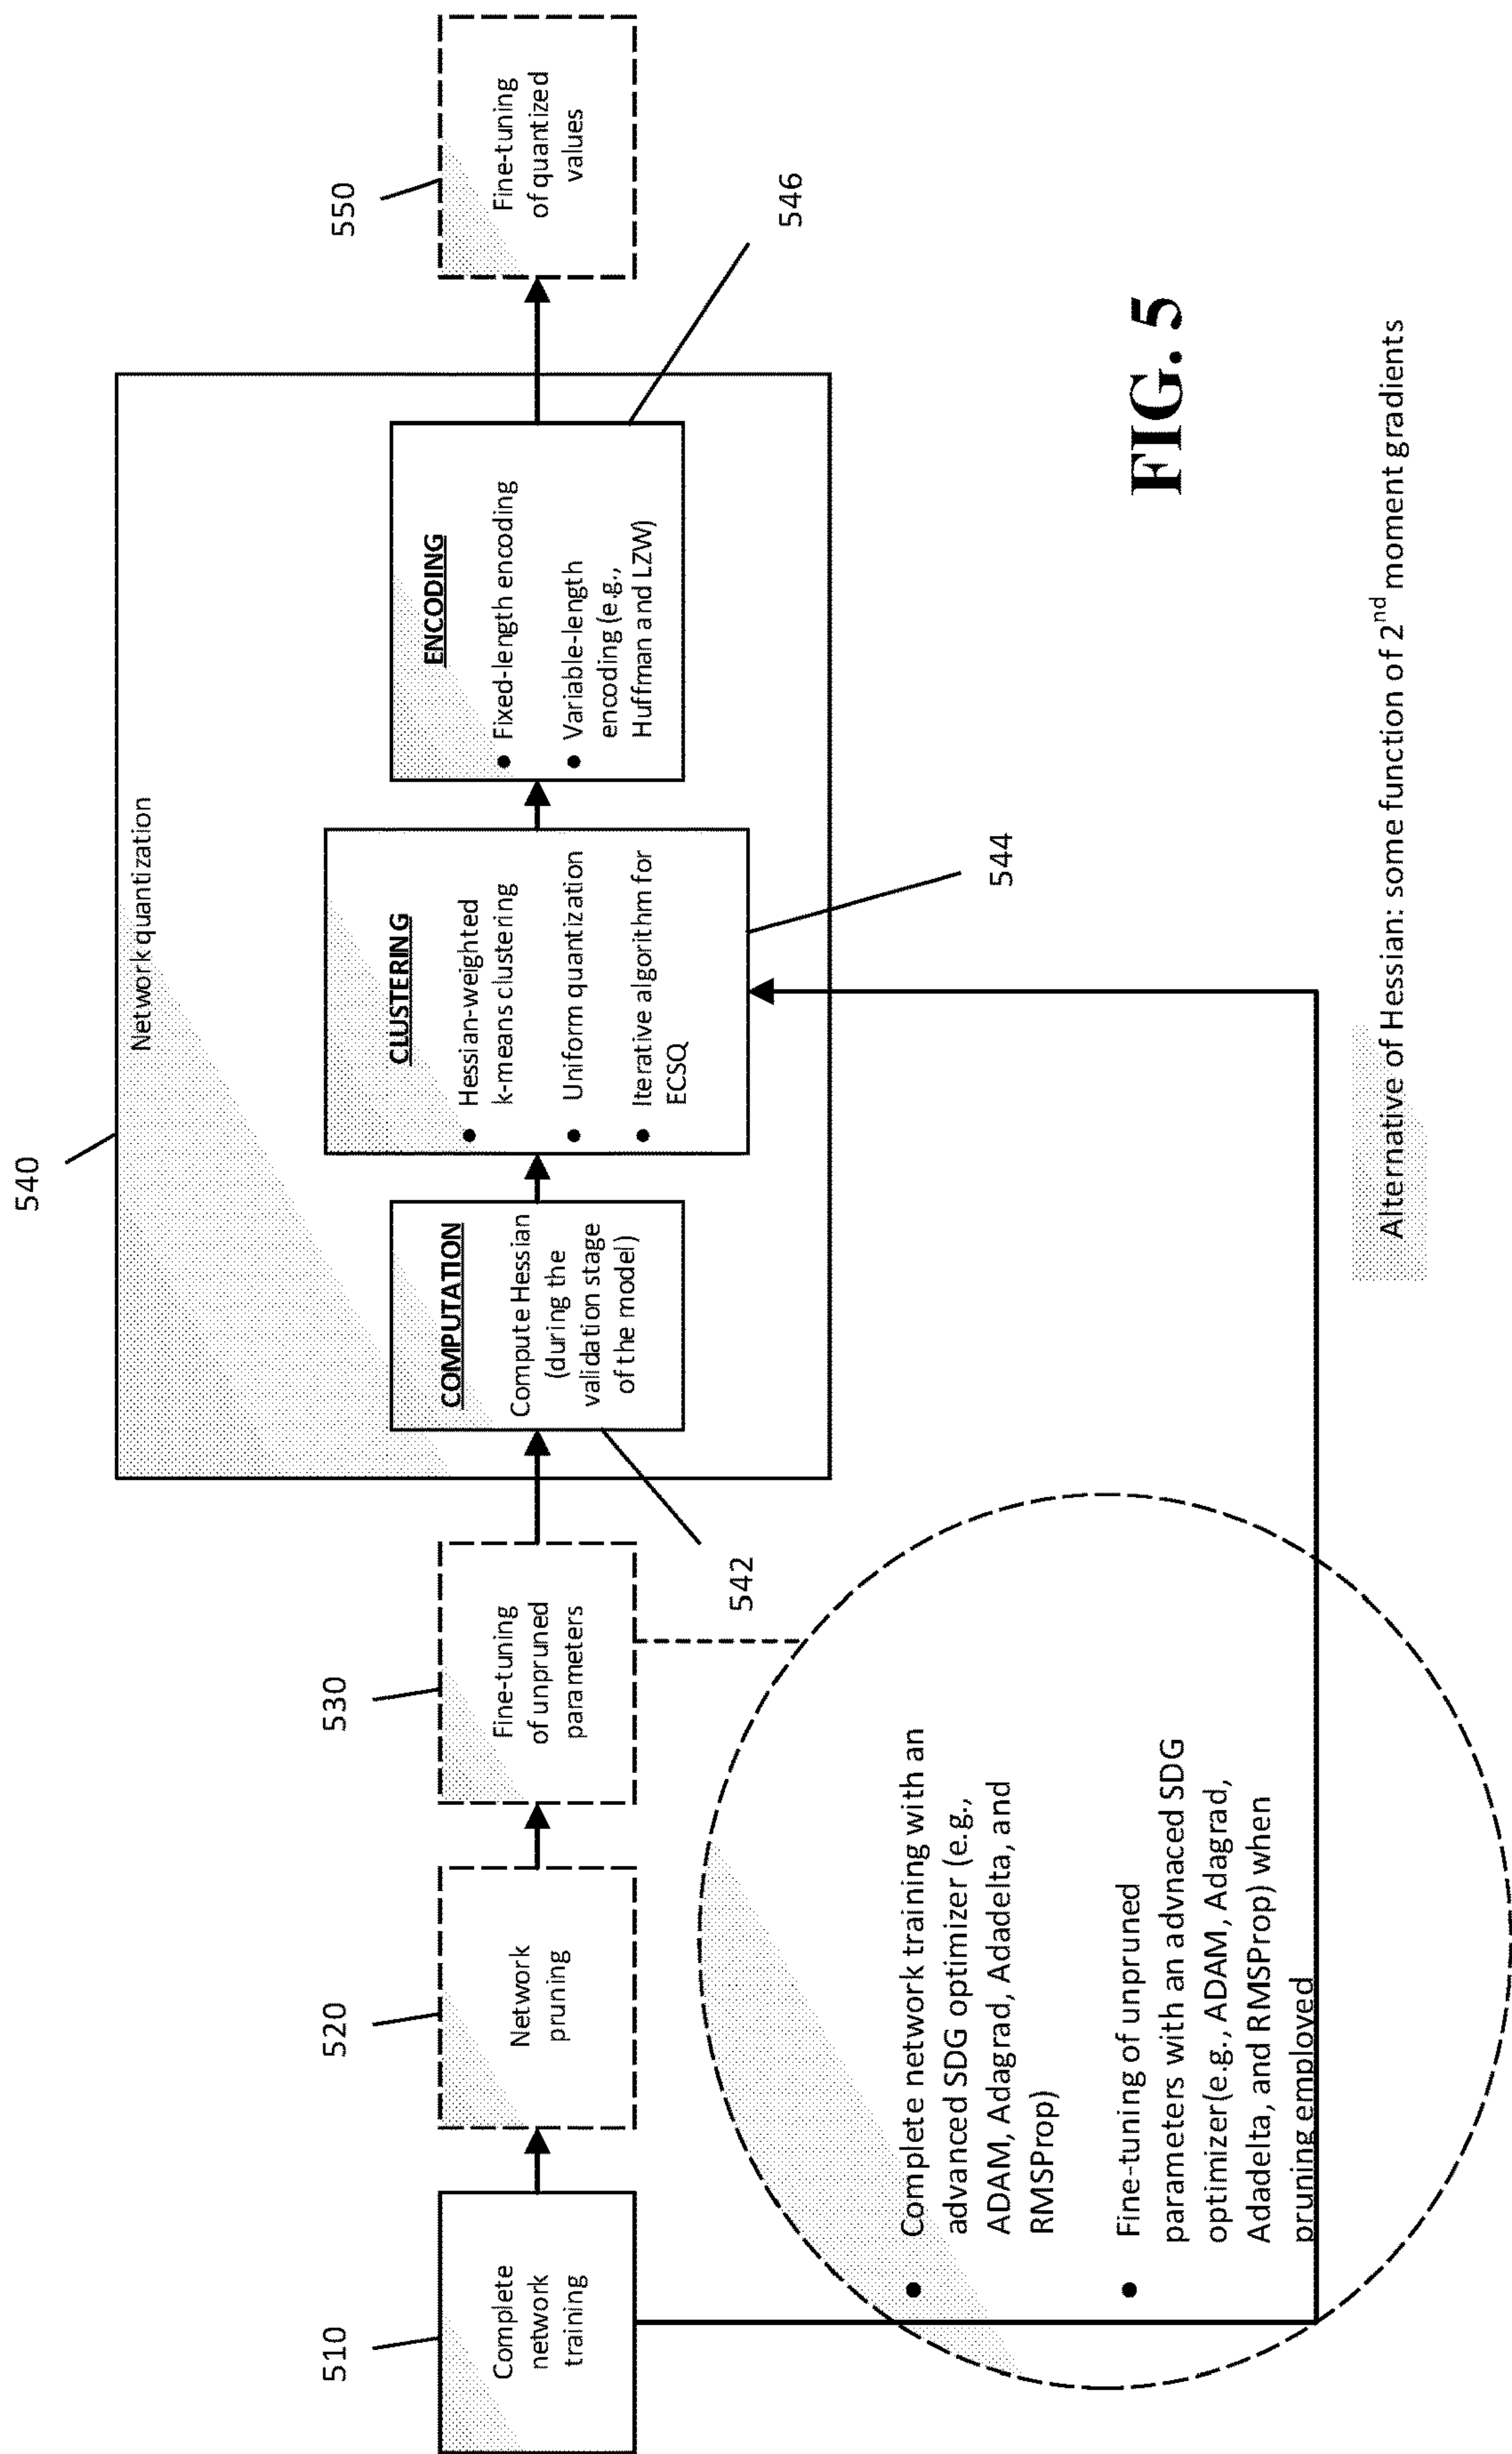 540
Network quantization
510
Complete
network
training
520
Network
pruning
530
Fine-tuning
of unpruned
parameters
COMPUTATION
Compute Hessian
(during the
validation stage
of the model)
542
CLUSTERING
• Hessian-weighted
k-means clustering
• Uniform quantization
• Iterative algorithm for
ECSQ
544
ENCODING
• Fixed-length encoding
• Variable-length
encoding (e.g.,
Huffman and LZW)
546
550
Fine-tuning
of quantized
values
• Complete network training with an
advanced SDG optimizer (e.g.,
ADAM, Adagrad, Adadelta, and
RMSProp)
• Fine-tuning of unpruned
parameters with an advnaced SDG
optimizer(e.g., ADAM, Adagrad,
Adadelta, and RMSProp) when
pruning employed
FIG. 5
Alternative of Hessian: some function of 2nd moment gradients